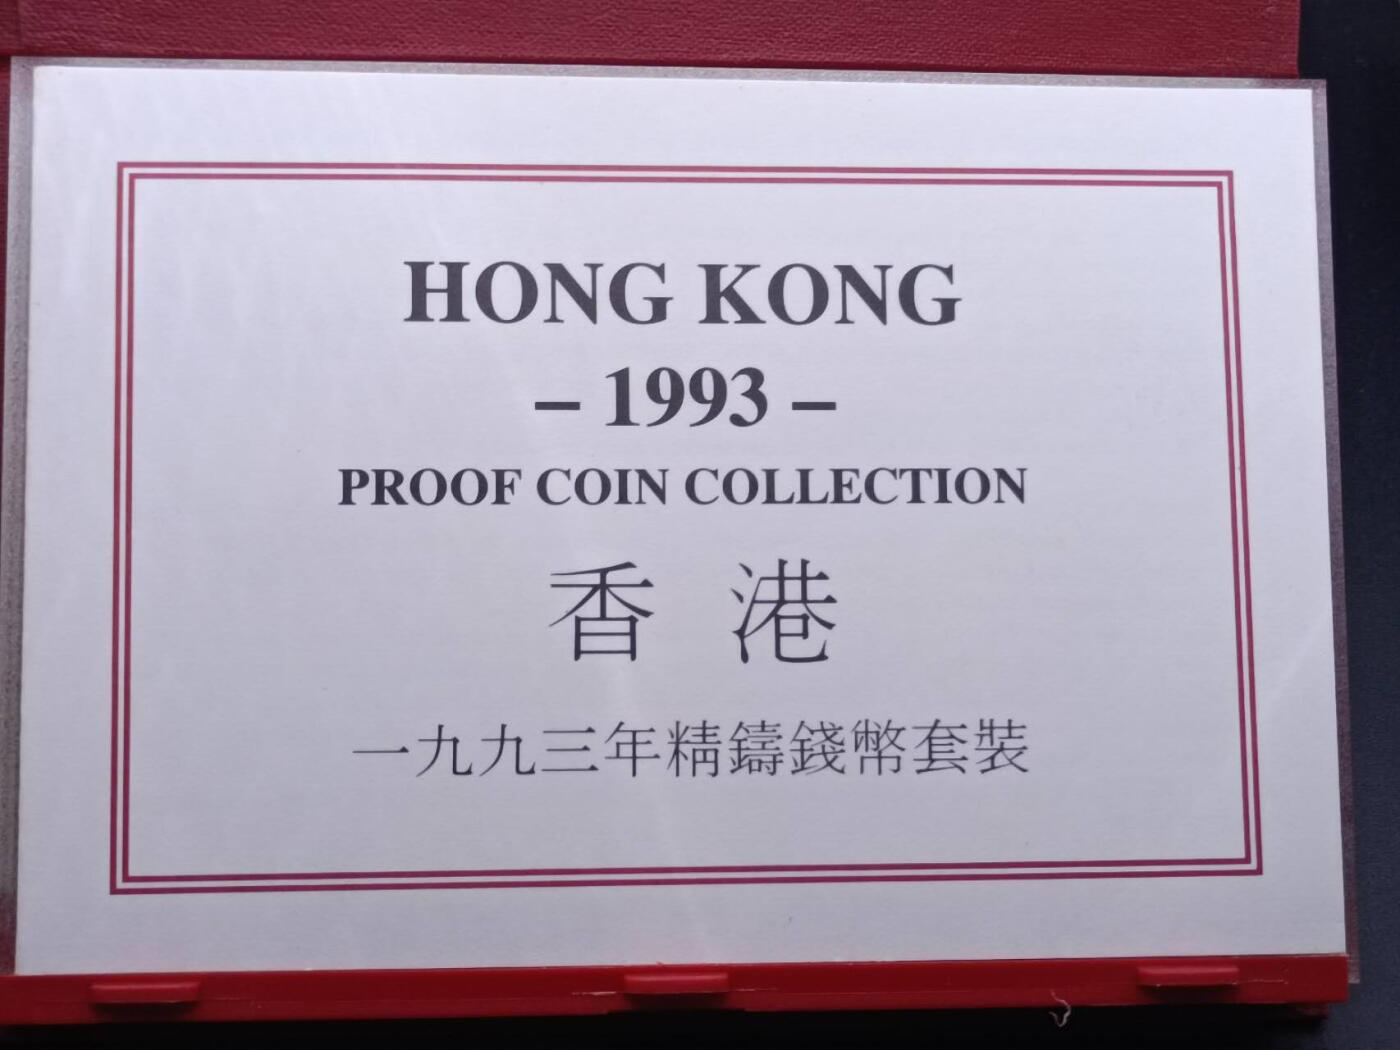 HONG KONG
– 1993 –
PROOF COIN COLLECTION
香 港
一九九三年精鑄錢幣套裝